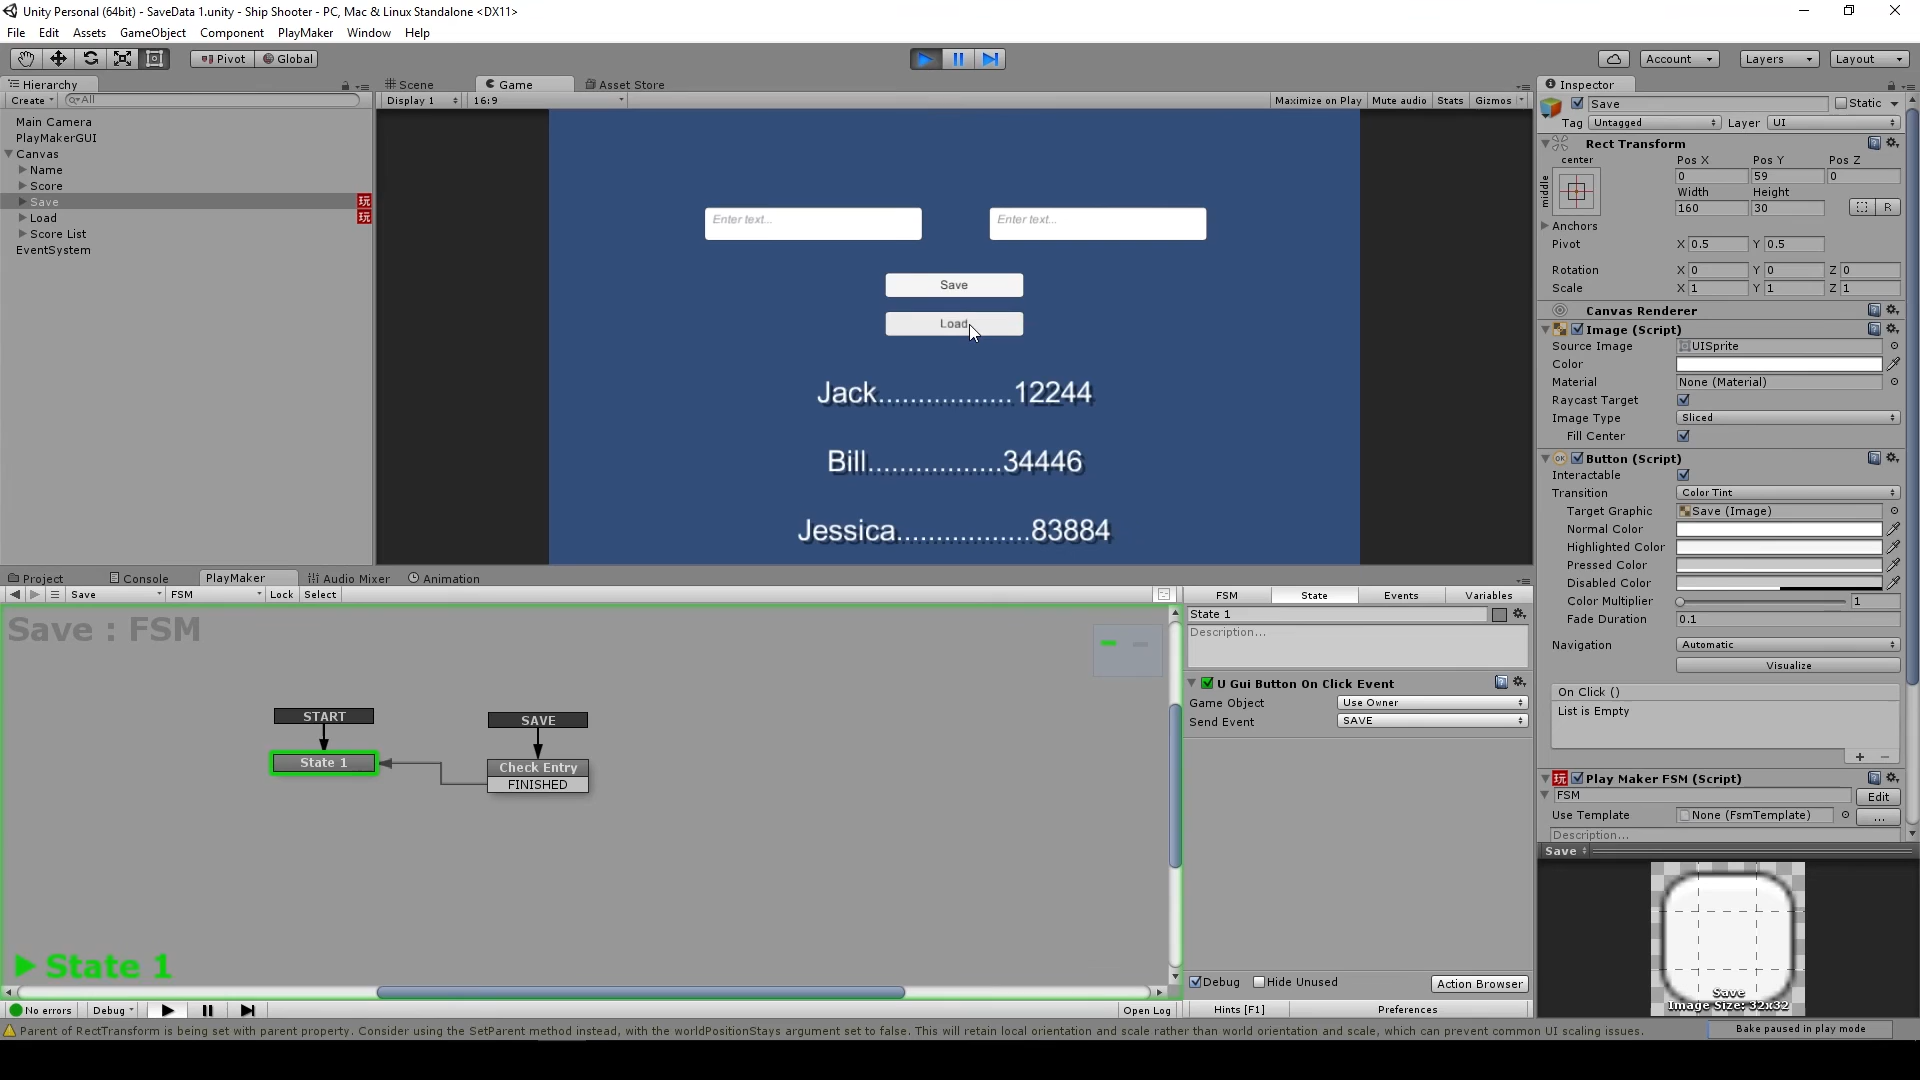 Unity Personal (64bit) - SaveData 1.unity - Ship Shooter - PC, Mac & Linux Standalone <DX11>
File Edit Assets GameObject Component PlayMaker Window Help
Pivot Global Account Layers Layout
Hierarchy
Create All
Main Camera
PlayMakerGUI
Canvas
Name
Score
Save
Load
Score List
EventSystem
Scene Game Asset Store
Display 1 16:9 Maximize on Play Mute audio Stats Gizmos
Enter text... Enter text...
Save
Load
Jack.................12244
Bill.................34446
Jessica.................83884
Project Console PlayMaker Audio Mixer Animation
Save FSM Lock Select
Save : FSM
START
State 1
SAVE
Check Entry
FINISHED
State 1
No errors Debug Open Log
FSM State Events Variables
State 1
Description...
U Gui Button On Click Event
Game Object Use Owner
Send Event SAVE
Debug Hide Unused Action Browser
Hints [F1] Preferences
Inspector
Save Static
Tag Untagged Layer UI
Rect Transform
center
middle
Pos X Pos Y Pos Z
0 59 0
Width Height
160 30 R
Anchors
Pivot X 0.5 Y 0.5
Rotation X 0 Y 0 Z 0
Scale X 1 Y 1 Z 1
Canvas Renderer
Image (Script)
Source Image UISprite
Color
Material None (Material)
Raycast Target
Image Type Sliced
Fill Center
Button (Script)
Interactable
Transition Color Tint
Target Graphic Save (Image)
Normal Color
Highlighted Color
Pressed Color
Disabled Color
Color Multiplier 1
Fade Duration 0.1
Navigation Automatic
Visualize
On Click ()
List is Empty
Play Maker FSM (Script)
FSM Edit
Use Template None (FsmTemplate) ...
Description...
Save
Save
Image Size: 32x32
Parent of RectTransform is being set with parent property. Consider using the SetParent method instead, with the worldPositionStays argument set to false. This will retain local orientation and scale rather than world orientation and scale, which can prevent common UI scaling issues.
Bake paused in play mode